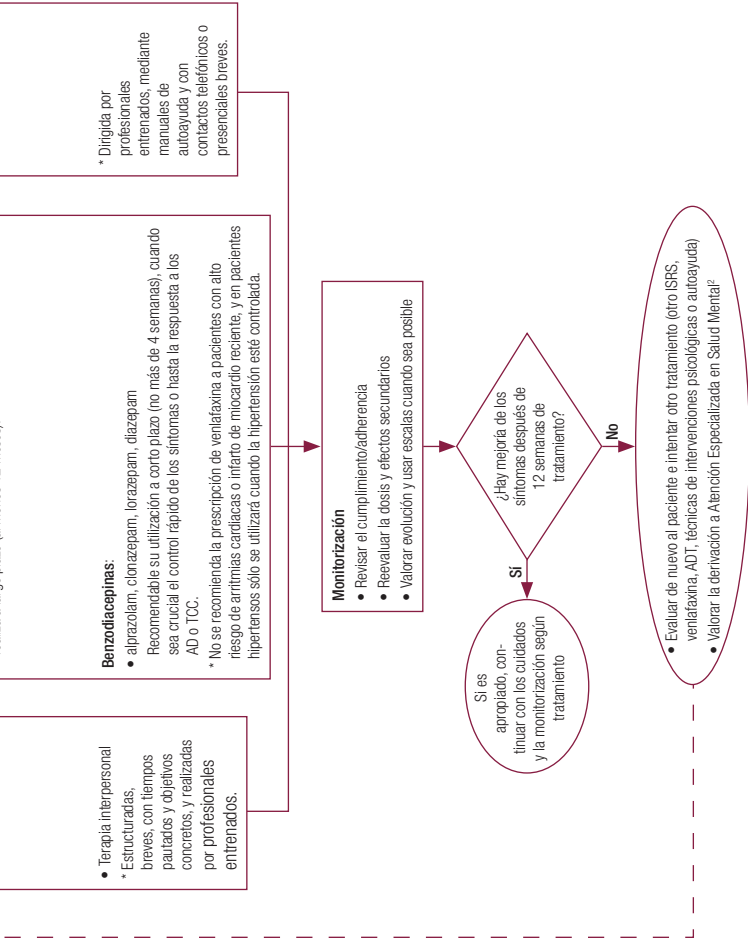 • Terapia interpersonal
* Estructuradas,
breves, con tiempos
pautados y objetivos
concretos, y realizadas
por profesionales
entrenados.
Benzodiacepinas:
• alprazolam, clonazepam, lorazepam, diazepam
Recomendable su utilización a corto plazo (no más de 4 semanas), cuando
sea crucial el control rápido de los síntomas o hasta la respuesta a los
AD o TCC.
* No se recomienda la prescripción de venlafaxina a pacientes con alto
riesgo de arritmias cardiacas o infarto de miocardio reciente, y en pacientes
hipertensos sólo se utilizará cuando la hipertensión esté controlada.
* Dirigida por
profesionales
entrenados, mediante
manuales de
autoayuda y con
contactos telefónicos o
presenciales breves.
Monitorización
• Revisar el cumplimiento/adherencia
• Reevaluar la dosis y efectos secundarios
• Valorar evolución y usar escalas cuando sea posible
¿Hay mejoría de los
síntomas después de
12 semanas de
tratamiento?
Sí
Si es
apropiado, con-
tinuar con los cuidados
y la monitorización según
tratamiento
No
• Evaluar de nuevo al paciente e intentar otro tratamiento (otro ISRS,
venlafaxina, ADT, técnicas de intervenciones psicológicas o autoayuda)
• Valorar la derivación a Atención Especializada en Salud Mental²